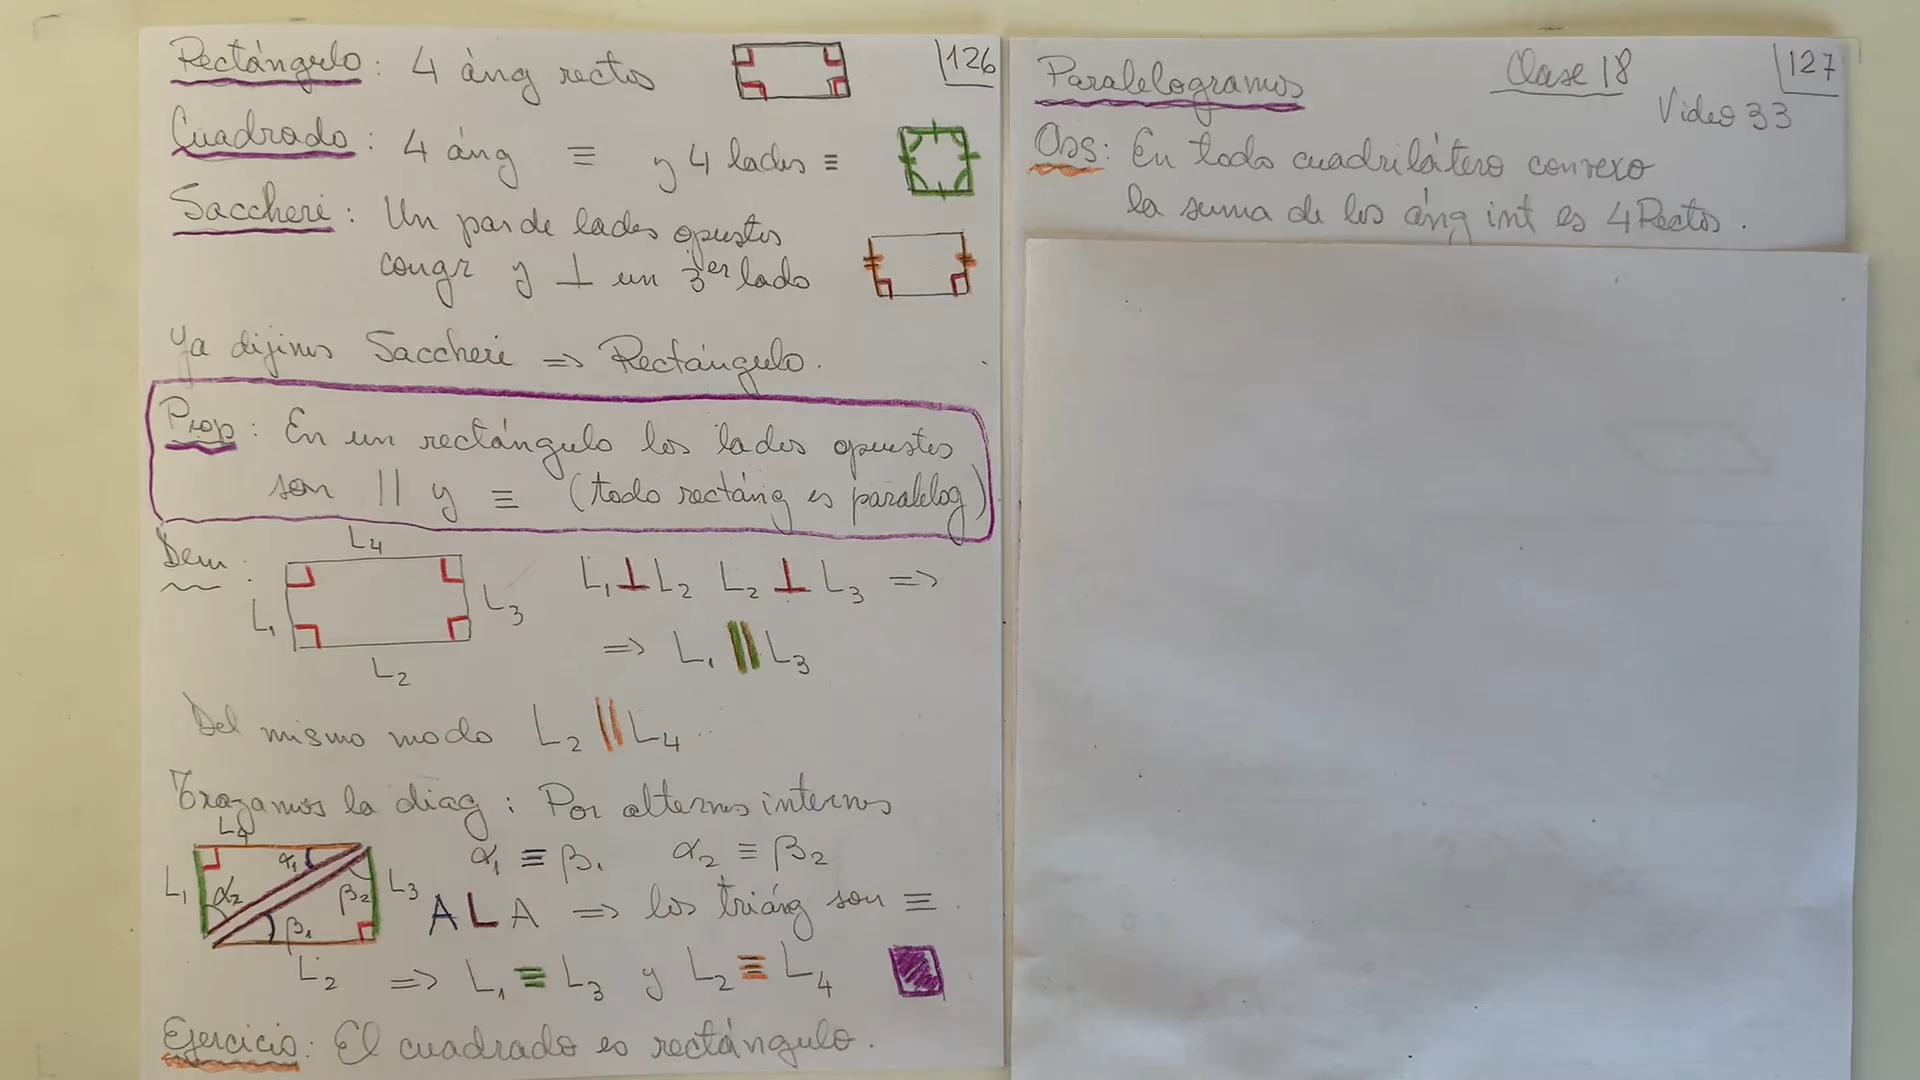 Rectángulo: 4 áng rectos
126
Cuadrado: 4 áng ≡ y 4 lados ≡
Saccheri: Un par de lados opuestos
congr y ⊥ un 3er lado
Ya dijimos Saccheri => Rectángulo.
Prop: En un rectángulo los lados opuestos
son || y ≡ (todo rectáng es paralelog)
Dem:
L4
L1
L3
L2
L1 ⊥ L2 L2 ⊥ L3 =>
=> L1 || L3
Del mismo modo L2 || L4
Trazamos la diag: Por alternos internos
L4
L1
α1
α2
β2
L3
β1
L2
α1 ≡ β1 α2 ≡ β2
A L A => los triáng son ≡.
=> L1 ≡ L3 y L2 ≡ L4
Ejercicio: El cuadrado es rectángulo.
Paralelogramos
Clase 18
127
Video 33
Obs: En todo cuadrilátero convexo
la suma de los áng int es 4 Rectos.